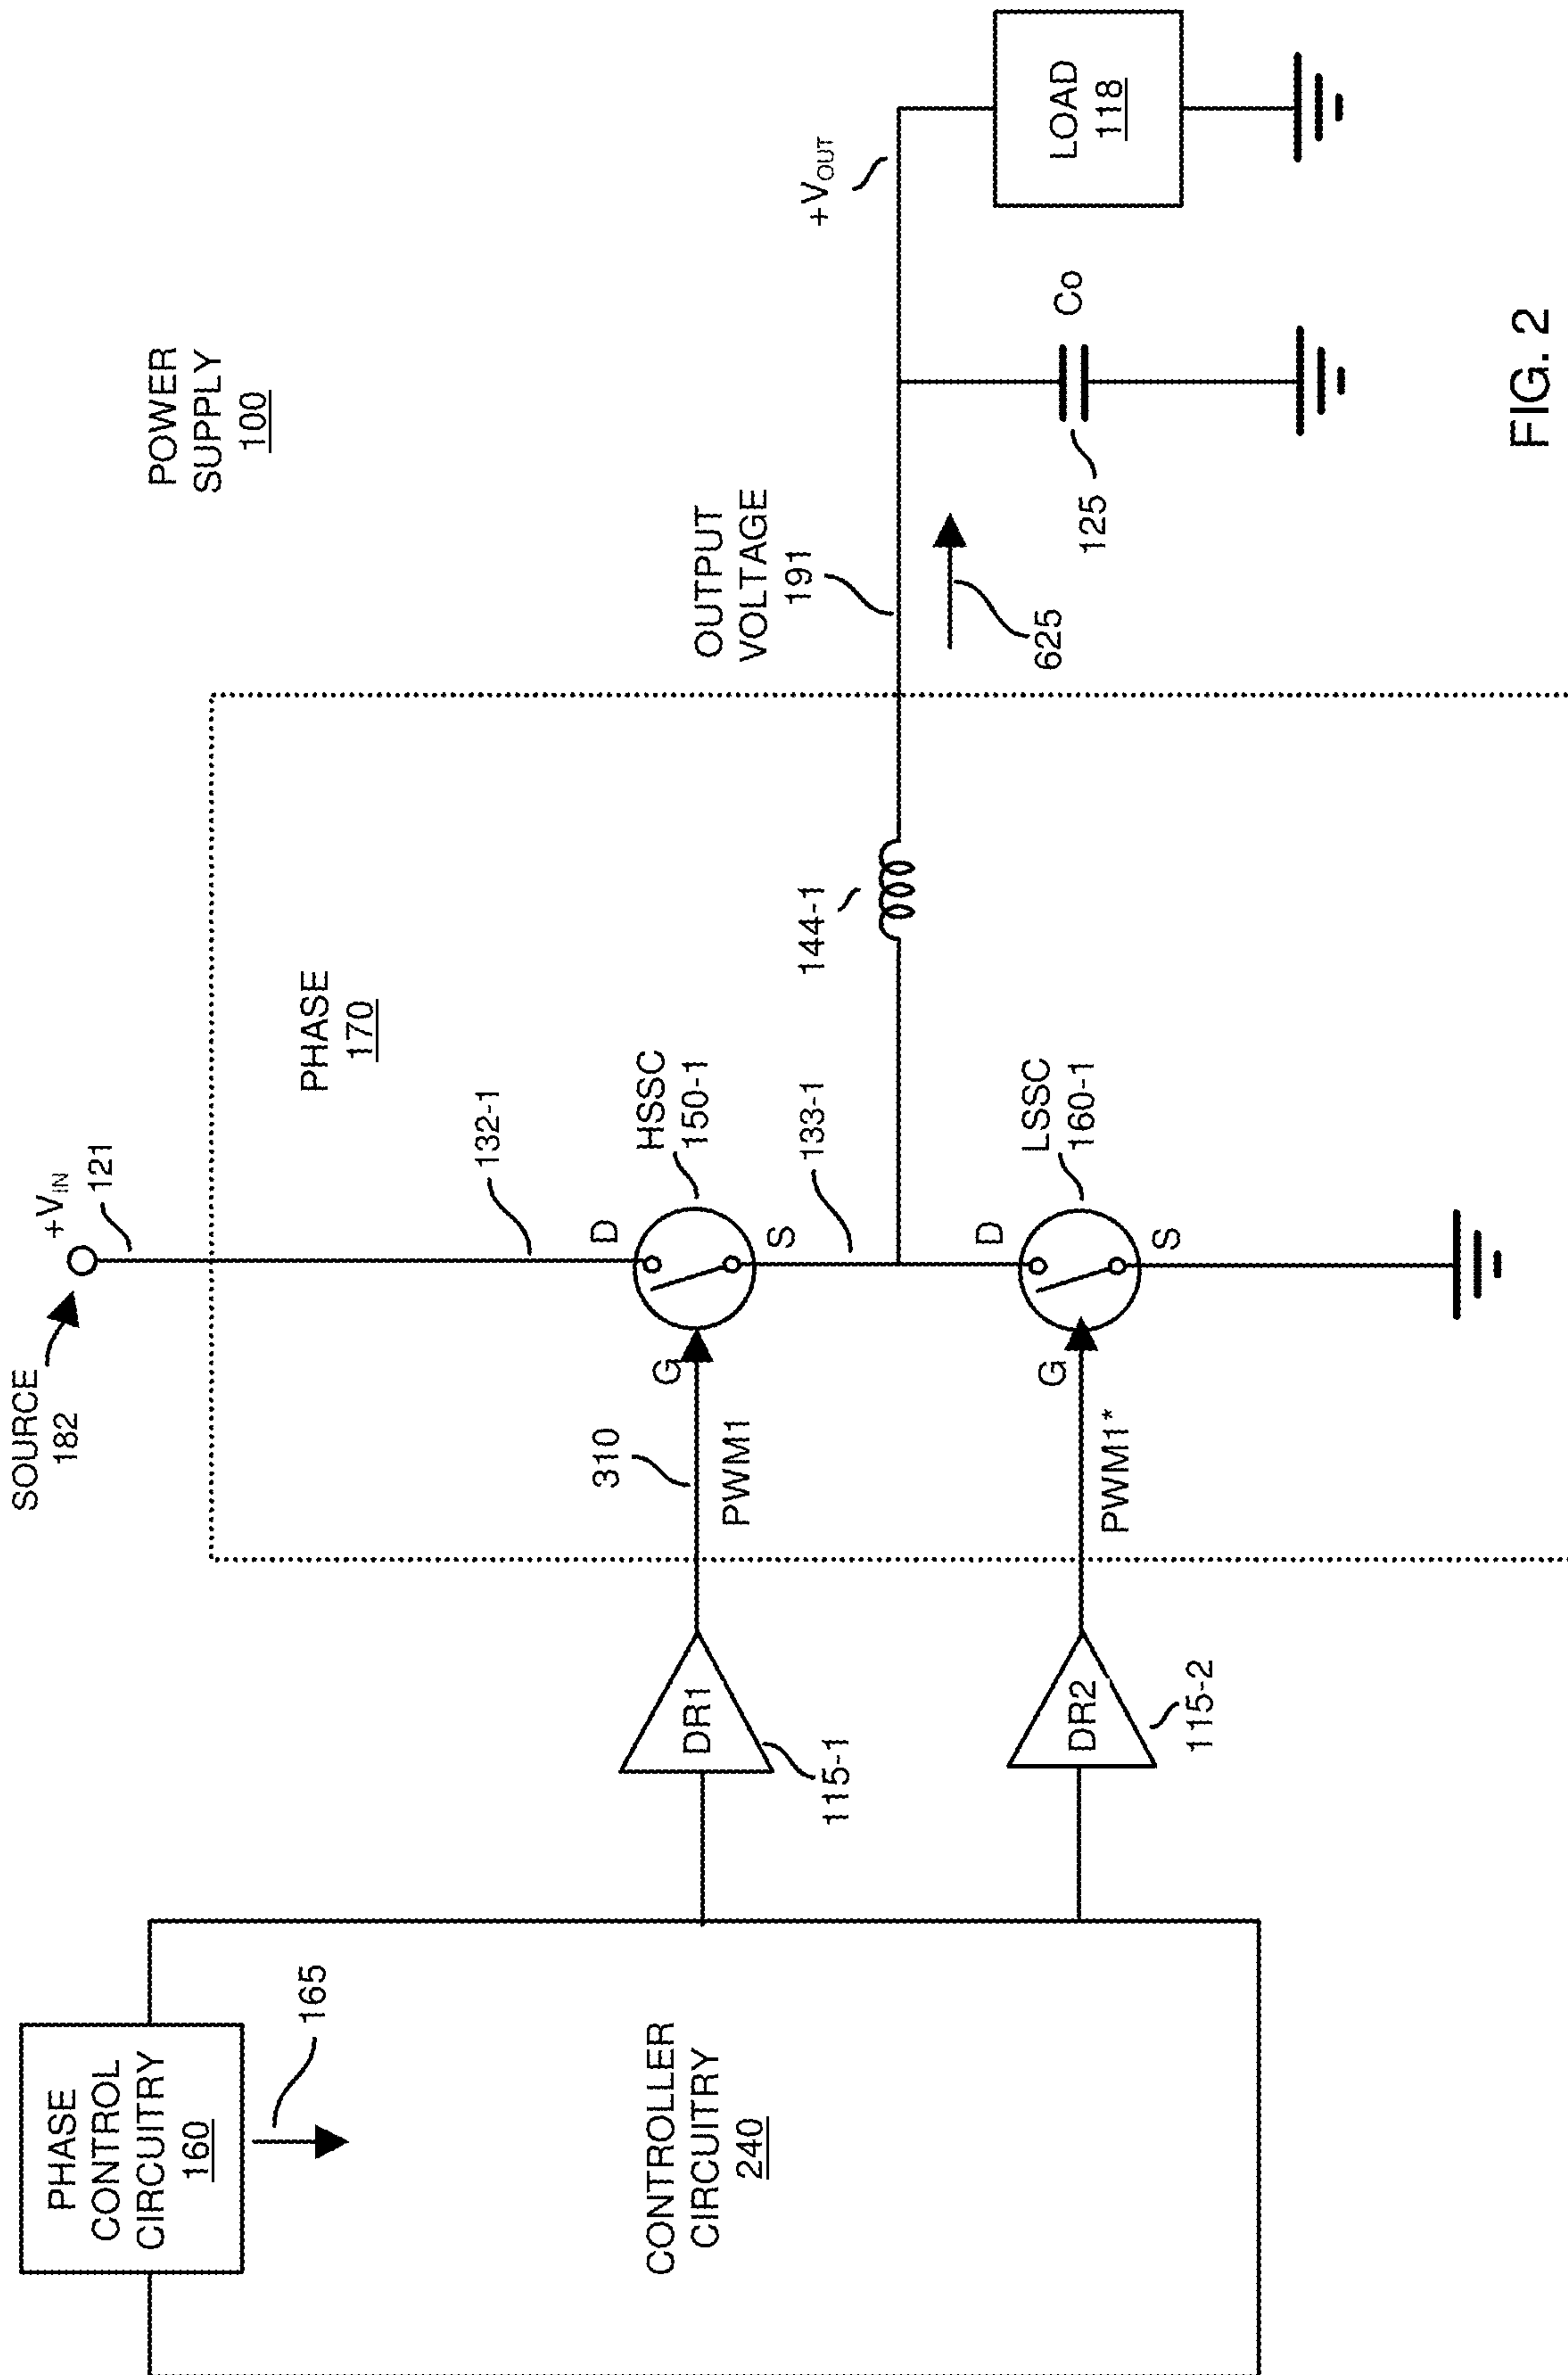 SOURCE
182
+VIN
121
POWER
SUPPLY
100
PHASE
CONTROL
CIRCUITRY
160
165
PHASE
170
132-1
HSSC
150-1
D
S
G
310
PWM1
DR1
115-1
133-1
144-1
OUTPUT
VOLTAGE
191
+VOUT
625
LOAD
118
Co
125
CONTROLLER
CIRCUITRY
240
LSSC
160-1
D
S
G
PWM1*
DR2
115-2
FIG. 2